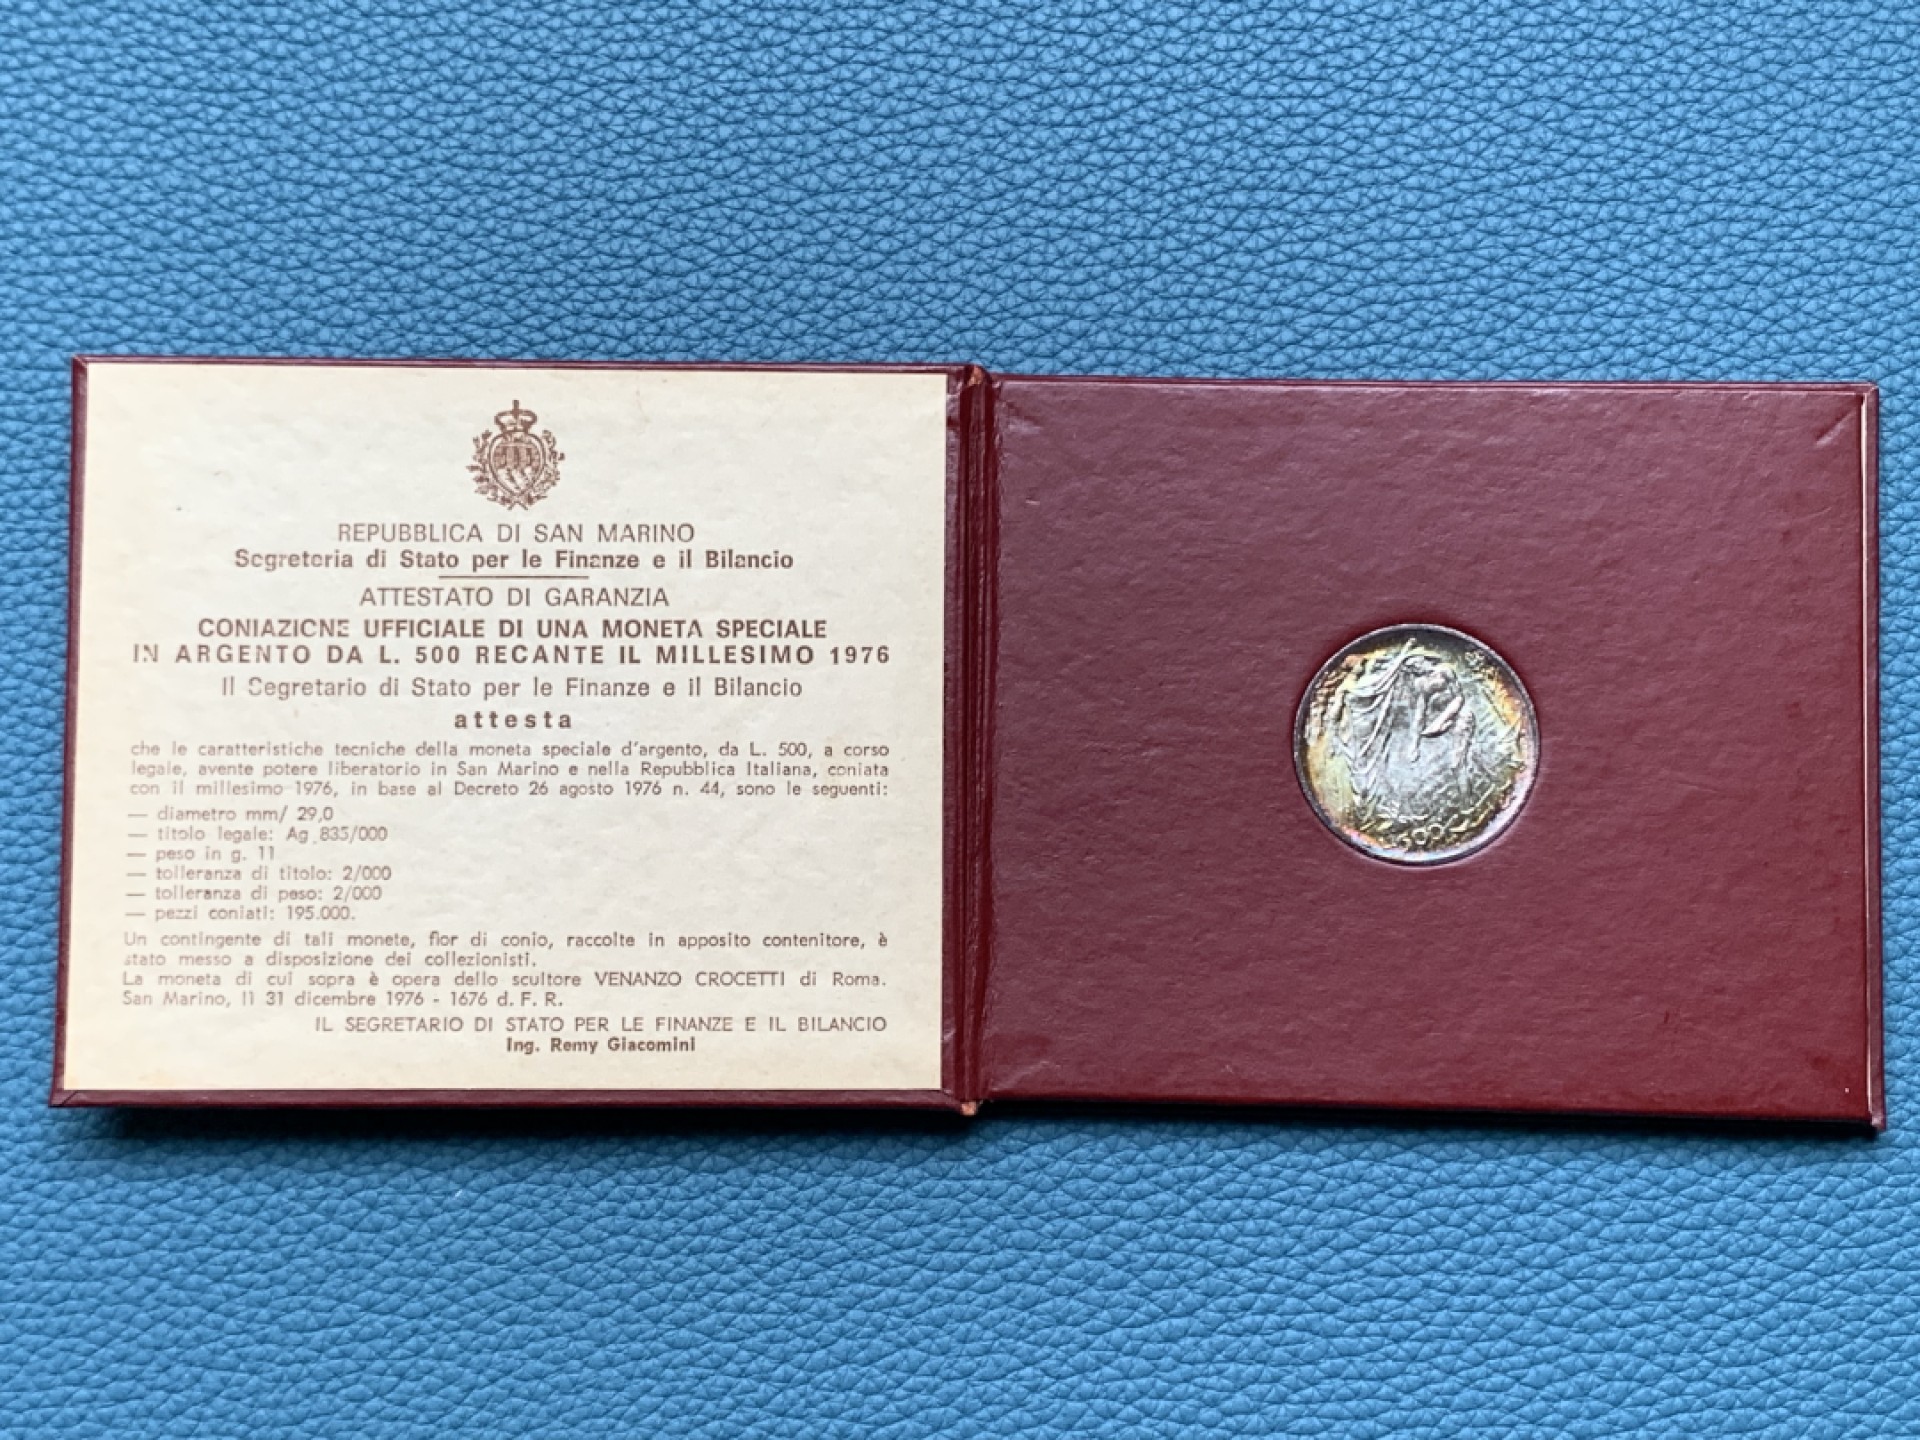 REPUBBLICA DI SAN MARINO
Segreteria di Stato per le Finanze e il Bilancio
ATTESTATO DI GARANZIA
CONIAZIONE UFFICIALE DI UNA MONETA SPECIALE
IN ARGENTO DA L. 500 RECANTE IL MILLESIMO 1976
Il Segretario di Stato per le Finanze e il Bilancio
attesta
che le caratteristiche tecniche della moneta speciale d'argento, da L. 500, a corso
legale, avente potere liberatorio in San Marino e nella Repubblica Italiana, coniata
con il millesimo 1976, in base al Decreto 26 agosto 1976 n. 44, sono le seguenti:
— diametro mm/ 29,0
— titolo legale: Ag. 835/000
— peso in g. 11
— tolleranza di titolo: 2/000
— tolleranza di peso: 2/000
— pezzi coniati: 195.000.
Un contingente di tali monete, fior di conio, raccolte in apposito contenitore, è
stato messo a disposizione dei collezionisti.
La moneta di cui sopra è opera dello scultore VENANZO CROCETTI di Roma.
San Marino, li 31 dicembre 1976 - 1676 d. F. R.
IL SEGRETARIO DI STATO PER LE FINANZE E IL BILANCIO
Ing. Remy Giacomini
500